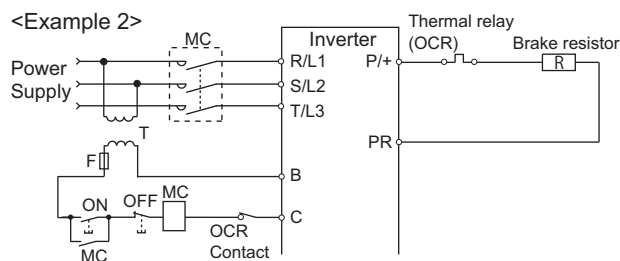 <Example 2>
Power
Supply
MC
R/L1
S/L2
T/L3
Inverter
P/+
PR
Thermal relay
(OCR)
Brake resistor
R
T
F
B
ON
OFF
MC
C
MC
OCR
Contact